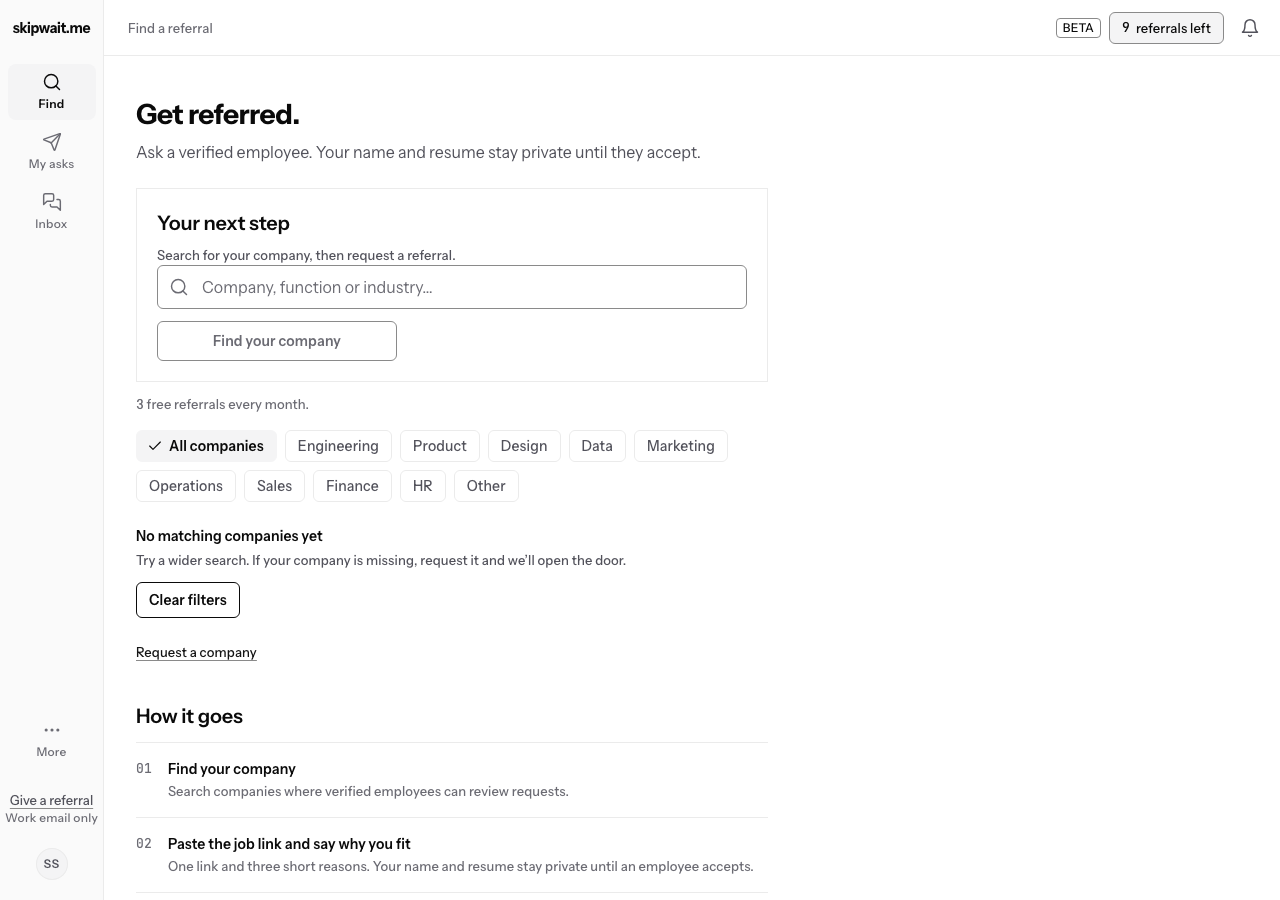 skipwait.me
Find a referral
BETA
9 referrals left
Find
My asks
Inbox
Get referred.
Ask a verified employee. Your name and resume stay private until they accept.
Your next step
Search for your company, then request a referral.
Company, function or industry…
Find your company
3 free referrals every month.
All companies
Engineering
Product
Design
Data
Marketing
Operations
Sales
Finance
HR
Other
No matching companies yet
Try a wider search. If your company is missing, request it and we’ll open the door.
Clear filters
Request a company
How it goes
01 Find your company
Search companies where verified employees can review requests.
02 Paste the job link and say why you fit
One link and three short reasons. Your name and resume stay private until an employee accepts.
More
Give a referral
Work email only
SS